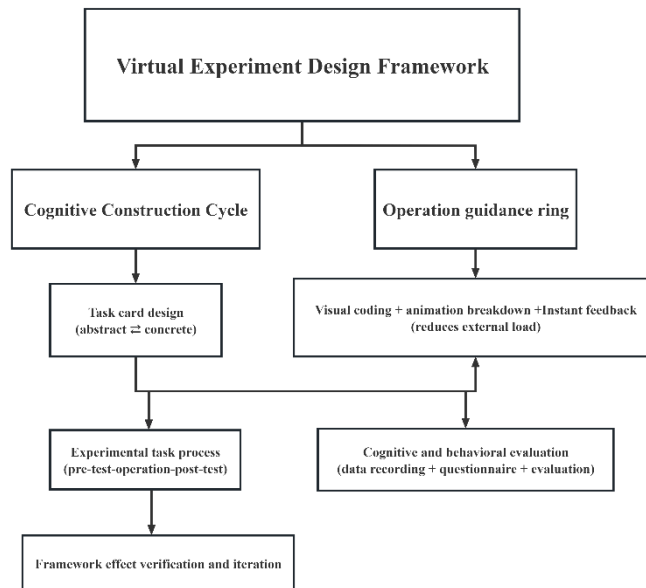 Virtual Experiment Design Framework
Cognitive Construction Cycle
Operation guidance ring
Task card design
(abstract ⇄ concrete)
Visual coding + animation breakdown +Instant feedback
(reduces external load)
Experimental task process
(pre-test-operation-post-test)
Cognitive and behavioral evaluation
(data recording + questionnaire + evaluation)
Framework effect verification and iteration